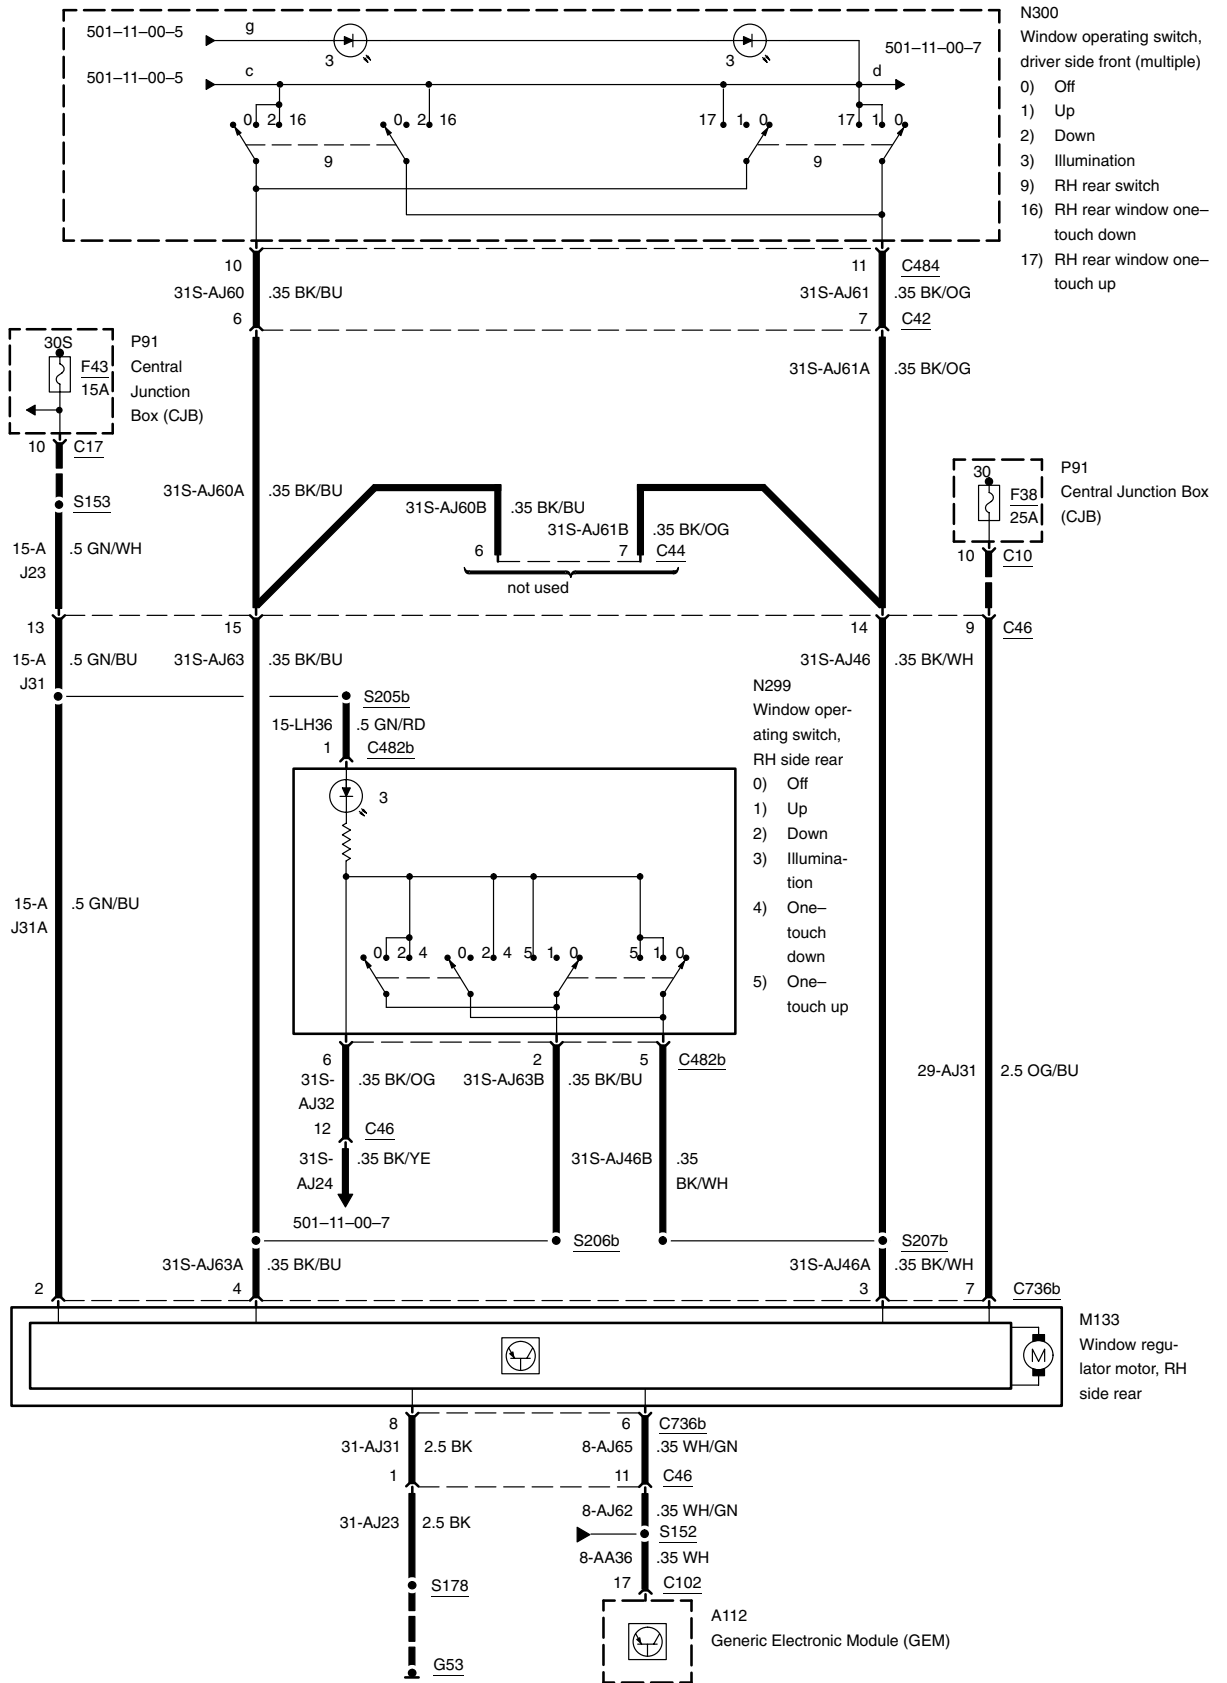 N300
Window operating switch,
driver side front (multiple)
0) Off
1) Up
2) Down
3) Illumination
9) RH rear switch
16) RH rear window one–
touch down
17) RH rear window one–
touch up
501–11–00–5 g
3 3
501–11–00–7
501–11–00–5 c d
0 2 16 0 2 16 17 1 0 17 1 0
9 9
10 11 C484
31S-AJ60 .35 BK/BU 31S-AJ61 .35 BK/OG
6 7 C42
30S
F43
15A
P91
Central
Junction
Box (CJB)
31S-AJ61A .35 BK/OG
10 C17
S153
31S-AJ60A .35 BK/BU
31S-AJ60B .35 BK/BU
31S-AJ61B .35 BK/OG
6 7 C44
not used
30
F38
25A
P91
Central Junction Box
(CJB)
10 C10
15-A .5 GN/WH
J23
13 15 14 9 C46
15-A .5 GN/BU 31S-AJ63 .35 BK/BU 31S-AJ46 .35 BK/WH
J31
S205b
15-LH36 .5 GN/RD
1 C482b
N299
Window oper-
ating switch,
RH side rear
0) Off
1) Up
2) Down
3) Illumina-
tion
4) One–
touch
down
5) One–
touch up
3
15-A .5 GN/BU
J31A
0 2 4 0 2 4 5 1 0 5 1 0
6 2 5 C482b
31S- .35 BK/OG 31S-AJ63B .35 BK/BU
AJ32
29-AJ31 2.5 OG/BU
12 C46
31S- .35 BK/YE 31S-AJ46B .35
AJ24 BK/WH
501–11–00–7
S206b S207b
31S-AJ63A .35 BK/BU 31S-AJ46A .35 BK/WH
2 4 3 7 C736b
M133
Window regu-
lator motor, RH
side rear
M
8 6 C736b
31-AJ31 2.5 BK 8-AJ65 .35 WH/GN
1 11 C46
31-AJ23 2.5 BK 8-AJ62 .35 WH/GN
S152
8-AA36 .35 WH
S178 17 C102
A112
Generic Electronic Module (GEM)
G53